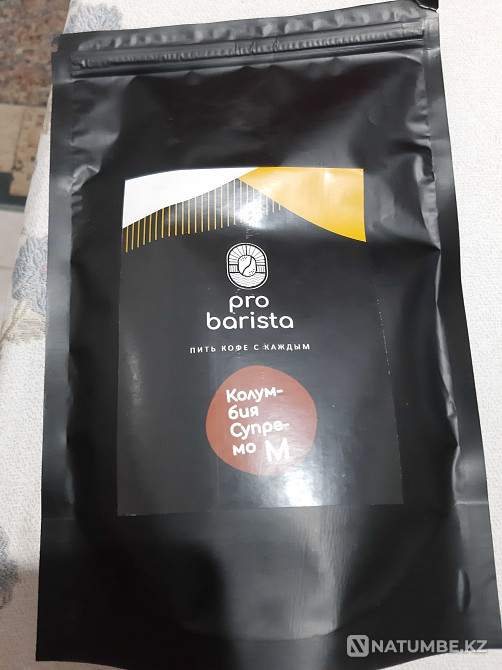 pro
barista
ПИТЬ КОФЕ С КАЖДЫМ
Колум-
бия
Супре-
мо М
NATUMBE.KZ